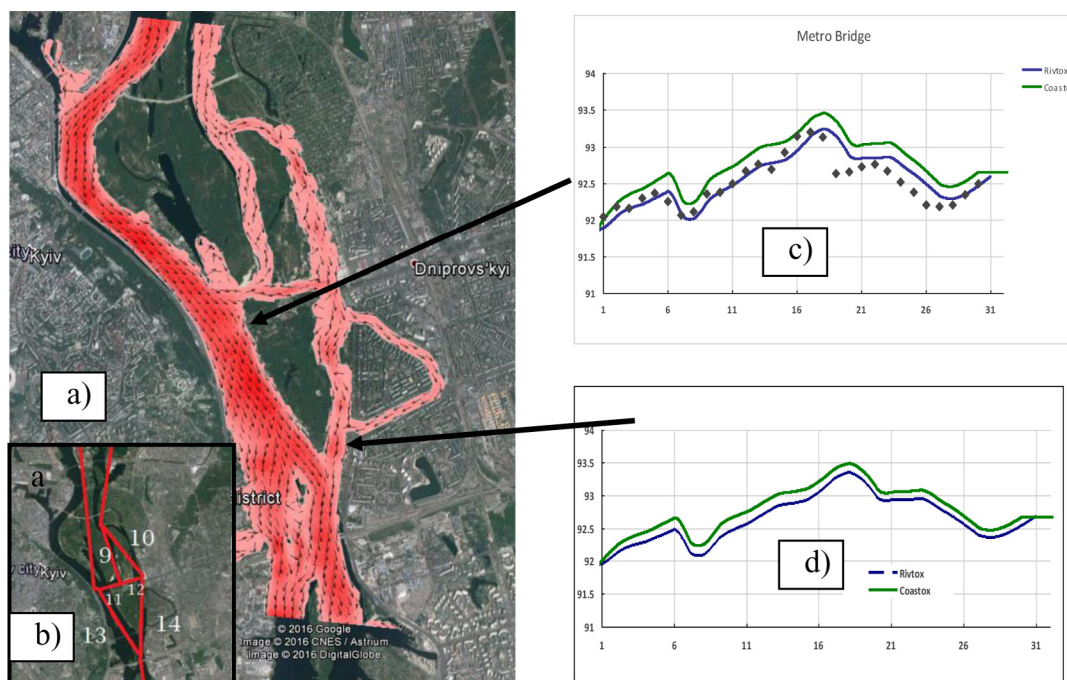 city Kyiv
Dniprovs'kyi
a)
istrict
© 2016 Google
Image © 2016 CNES / Astrium
Image © 2016 DigitalGlobe
a
10
9
y city Kyiv
12
11
13
14
b)
Metro Bridge
94
93.5
93
92.5
92
91.5
91
1 6 11 16 21 26 31
Rivtox
Coasto
c)
94
93.5
93
92.5
92
91.5
91
1 6 11 16 21 26 31
d)
Rivtox
Coastox